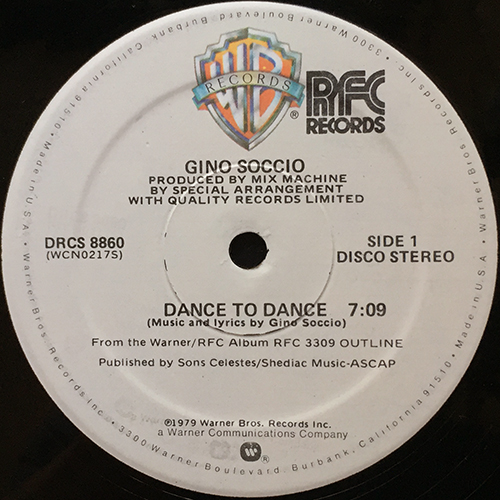 WB
RECORDS
®
RFC
RECORDS
GINO SOCCIO
PRODUCED BY MIX MACHINE
BY SPECIAL ARRANGEMENT
WITH QUALITY RECORDS LIMITED
DRCS 8860
(WCN0217S)
SIDE 1
DISCO STEREO
DANCE TO DANCE 7:09
(Music and lyrics by Gino Soccio)
From the Warner/RFC Album RFC 3309 OUTLINE
Published by Sons Celestes/Shediac Music-ASCAP
℗1979 Warner Bros. Records Inc.
a Warner Communications Company
Warner Bros. Records Inc. • 3300 Warner Boulevard, Burbank, California 91510 • Made in U.S.A. •
Warner Bros. Records Inc. • 3300 Warner Boulevard, Burbank, California 91510 • Made in U.S.A. •